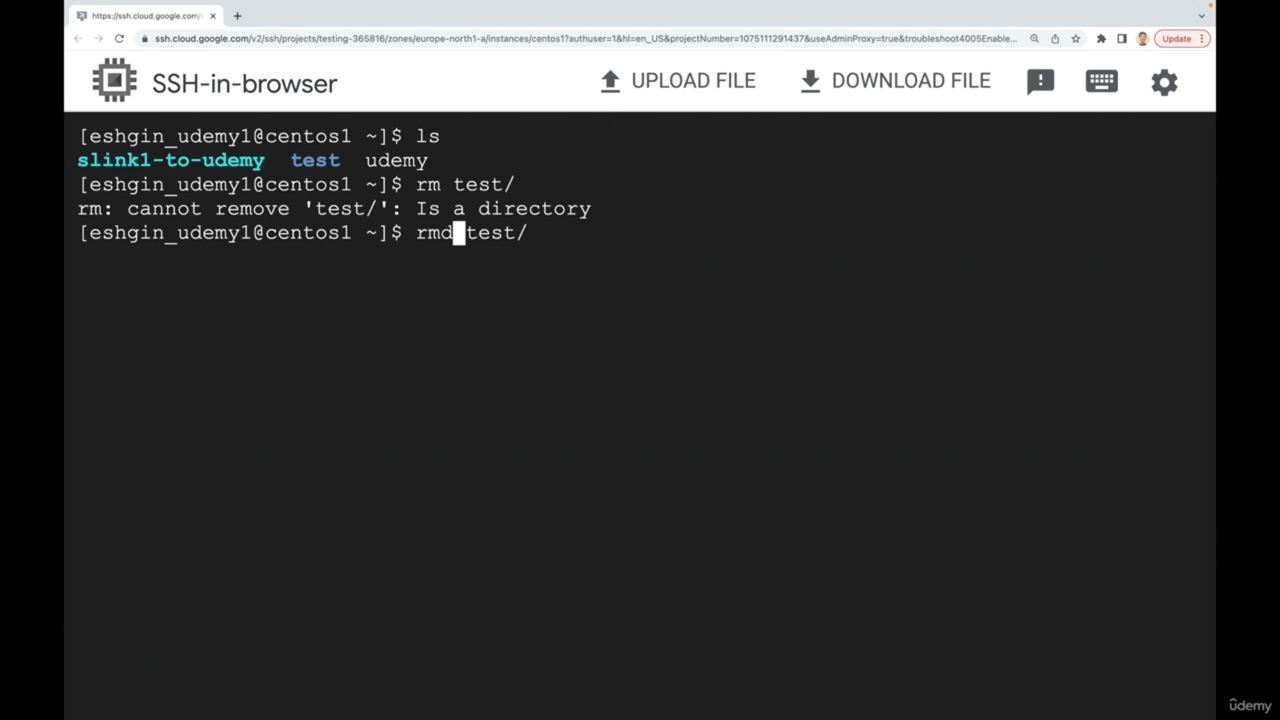 https://ssh.cloud.google.com/v
ssh.cloud.google.com/v2/ssh/projects/testing-365816/zones/europe-north1-a/instances/centos1?authuser=1&hl=en_US&projectNumber=1075111291437&useAdminProxy=true&troubleshoot4005Enable...
Update
SSH-in-browser
UPLOAD FILE
DOWNLOAD FILE
[eshgin_udemy1@centos1 ~]$ ls
slink1-to-udemy test udemy
[eshgin_udemy1@centos1 ~]$ rm test/
rm: cannot remove 'test/': Is a directory
[eshgin_udemy1@centos1 ~]$ rmd test/
udemy